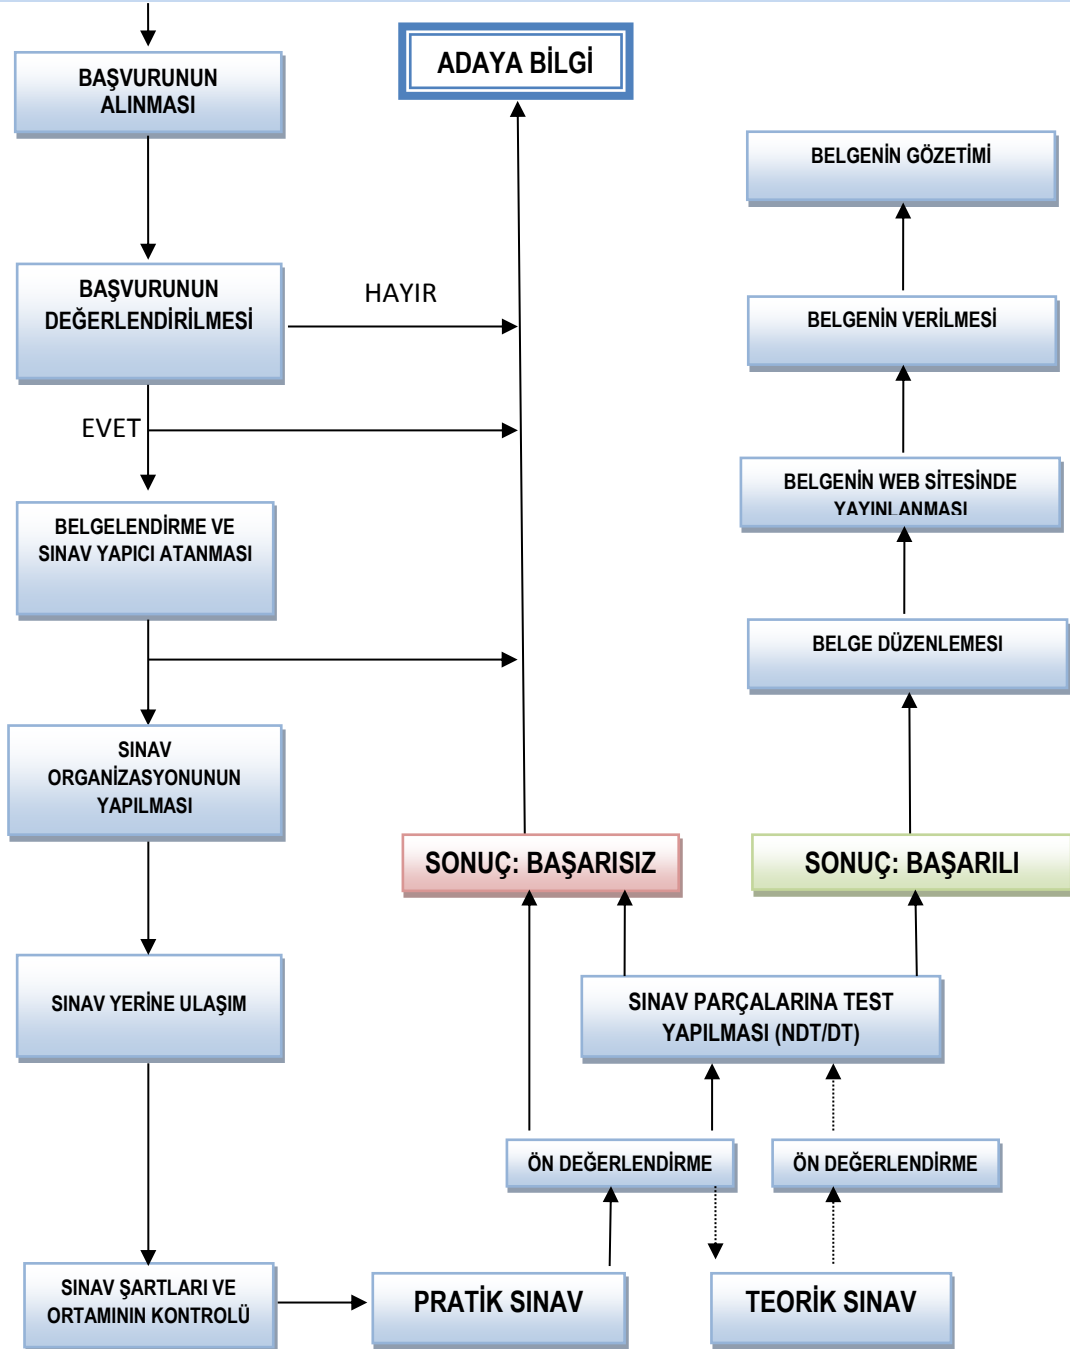 BAŞVURUNUN
ALINMASI
ADAYA BİLGİ
BELGENİN GÖZETİMİ
BAŞVURUNUN
DEĞERLENDİRİLMESİ
HAYIR
BELGENİN VERİLMESİ
EVET
BELGENİN WEB SİTESİNDE
YAYINLANMASI
BELGELENDİRME VE
SINAV YAPICI ATANMASI
BELGE DÜZENLEMESI
SINAV
ORGANİZASYONUNUN
YAPILMASI
SONUÇ: BAŞARISIZ
SONUÇ: BAŞARILI
SINAV YERİNE ULAŞIM
SINAV PARÇALARINA TEST
YAPILMASI (NDT/DT)
ÖN DEĞERLENDİRME
ÖN DEĞERLENDİRME
SINAV ŞARTLARI VE
ORTAMININ KONTROLÜ
PRATİK SINAV
TEORİK SINAV